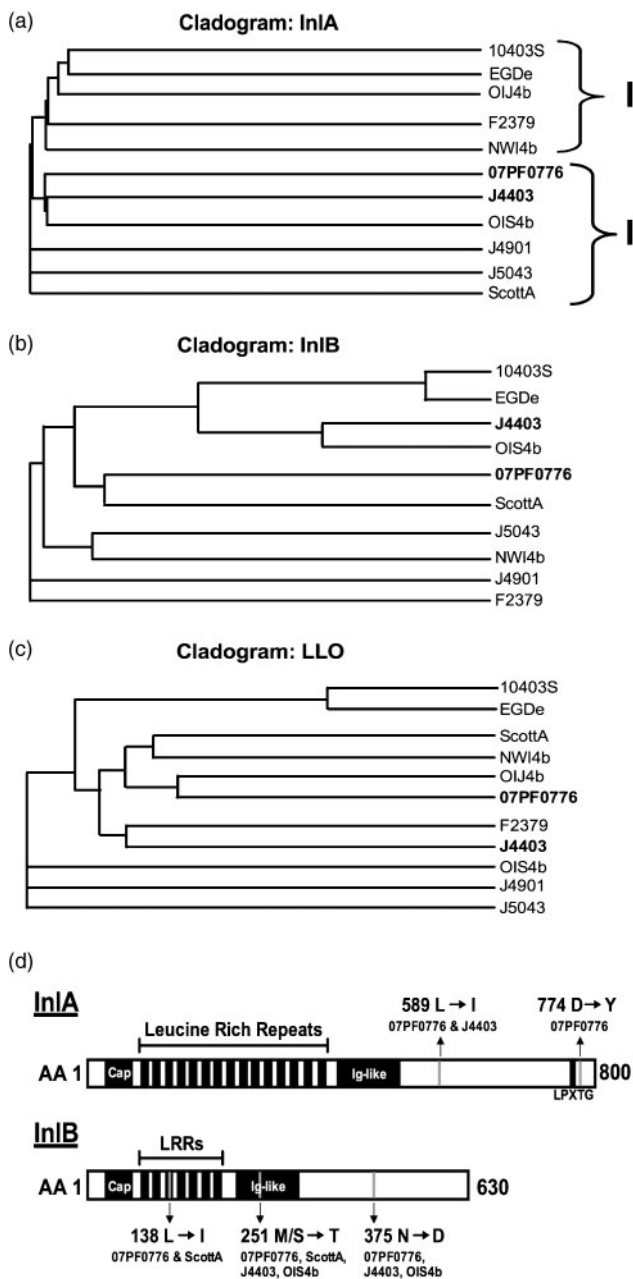 (a)
Cladogram: InlA
10403S
EGDe
OIJ4b
F2379
NWI4b
I
07PF0776
J4403
OIS4b
J4901
J5043
ScottA
I
(b)
Cladogram: InlB
10403S
EGDe
J4403
OIS4b
07PF0776
ScottA
J5043
NWI4b
J4901
F2379
(c)
Cladogram: LLO
10403S
EGDe
ScottA
NWI4b
OIJ4b
07PF0776
F2379
J4403
OIS4b
J4901
J5043
(d)
InlA
Leucine Rich Repeats
589 L → I
07PF0776 & J4403
774 D → Y
07PF0776
AA 1
Cap
Ig-like
800
LPXTG
InlB
LRRs
AA 1
Cap
Ig-like
630
138 L → I
07PF0776 & ScottA
251 M/S → T
07PF0776, ScottA,
J4403, OIS4b
375 N → D
07PF0776,
J4403, OIS4b